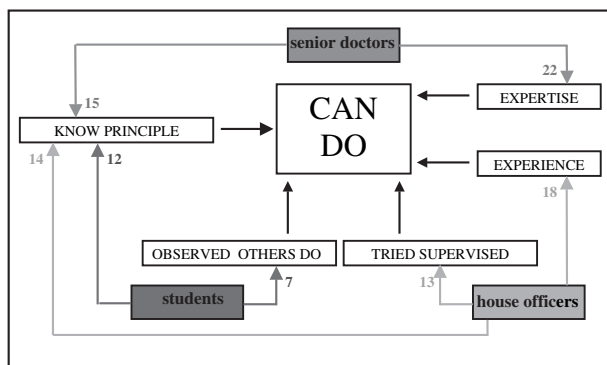 senior doctors
22
15
CAN
DO
EXPERTISE
KNOW PRINCIPLE
14
12
EXPERIENCE
18
OBSERVED OTHERS DO
TRIED SUPERVISED
7
13
students
house officers